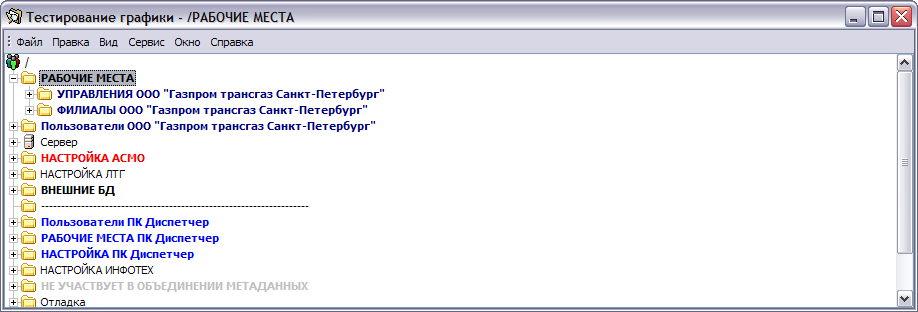 Тестирование графики - /РАБОЧИЕ МЕСТА
Файл Правка Вид Сервис Окно Справка
/
РАБОЧИЕ МЕСТА
УПРАВЛЕНИЯ ООО "Газпром трансгаз Санкт-Петербург"
ФИЛИАЛЫ ООО "Газпром трансгаз Санкт-Петербург"
Пользователи ООО "Газпром трансгаз Санкт-Петербург"
Сервер
НАСТРОЙКА АСМО
НАСТРОЙКА ЛТГ
ВНЕШНИЕ БД
-------------------------------------------------------------------
Пользователи ПК Диспетчер
РАБОЧИЕ МЕСТА ПК Диспетчер
НАСТРОЙКА ПК Диспетчер
НАСТРОЙКА ИНФОТЕХ
НЕ УЧАСТВУЕТ В ОБЪЕДИНЕНИИ МЕТАДАННЫХ
Отладка